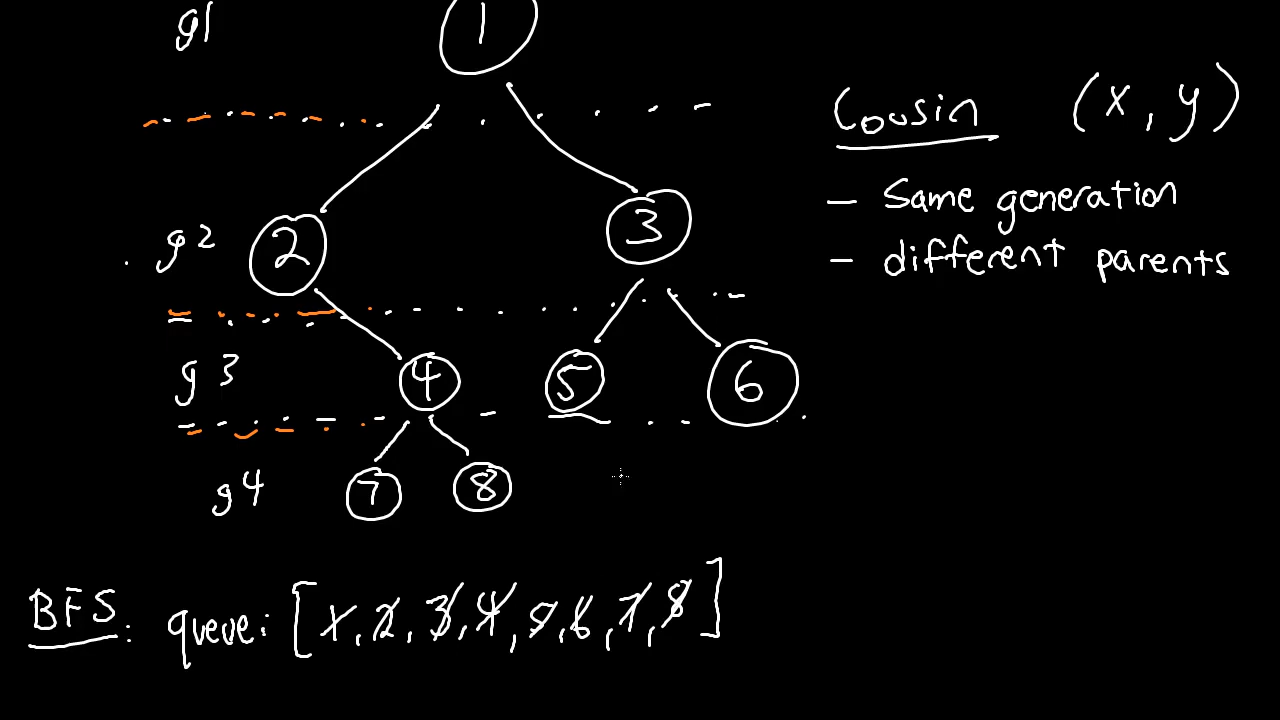 g1
1
Cousin (x, y)
- Same generation
- different parents
g2
2
3
g3
4
5
6
g4
7
8
BFS: queue: [1, 2, 3, 4, 5, 6, 7, 8]